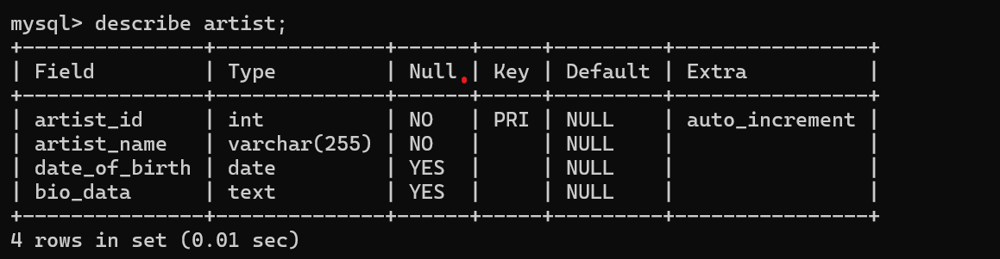 mysql> describe artist;
+---------------+--------------+------+-----+---------+----------------+
| Field         | Type         | Null | Key | Default | Extra          |
+---------------+--------------+------+-----+---------+----------------+
| artist_id     | int          | NO   | PRI | NULL    | auto_increment |
| artist_name   | varchar(255) | NO   |     | NULL    |                |
| date_of_birth | date         | YES  |     | NULL    |                |
| bio_data      | text         | YES  |     | NULL    |                |
+---------------+--------------+------+-----+---------+----------------+
4 rows in set (0.01 sec)